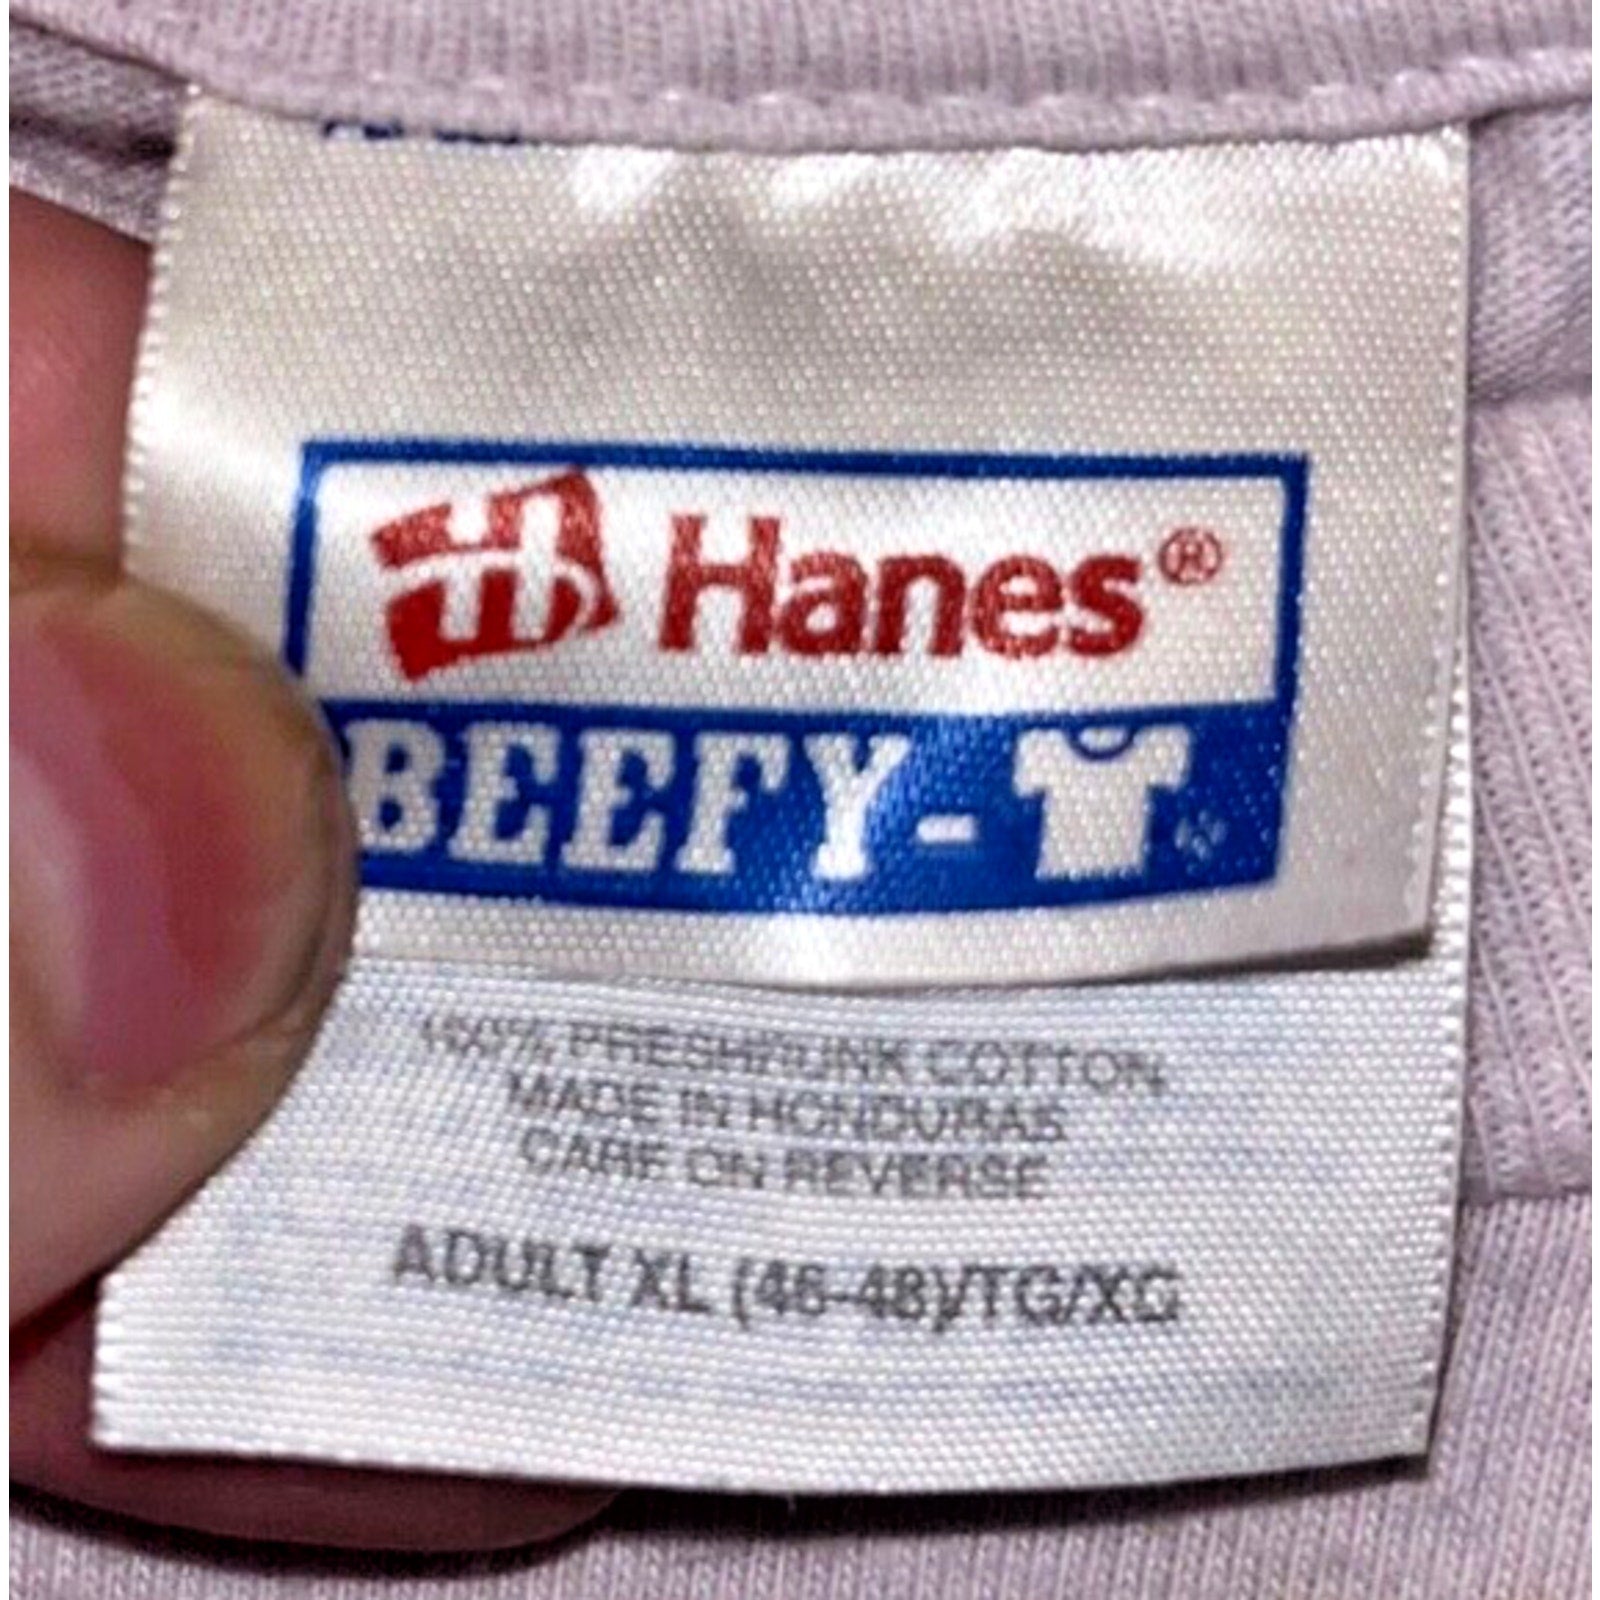 Hanes®
BEEFY-
100% PRESHRUNK COTTON
MADE IN HONDURAS
CARE ON REVERSE
ADULT XL (46-48)/TG/XG